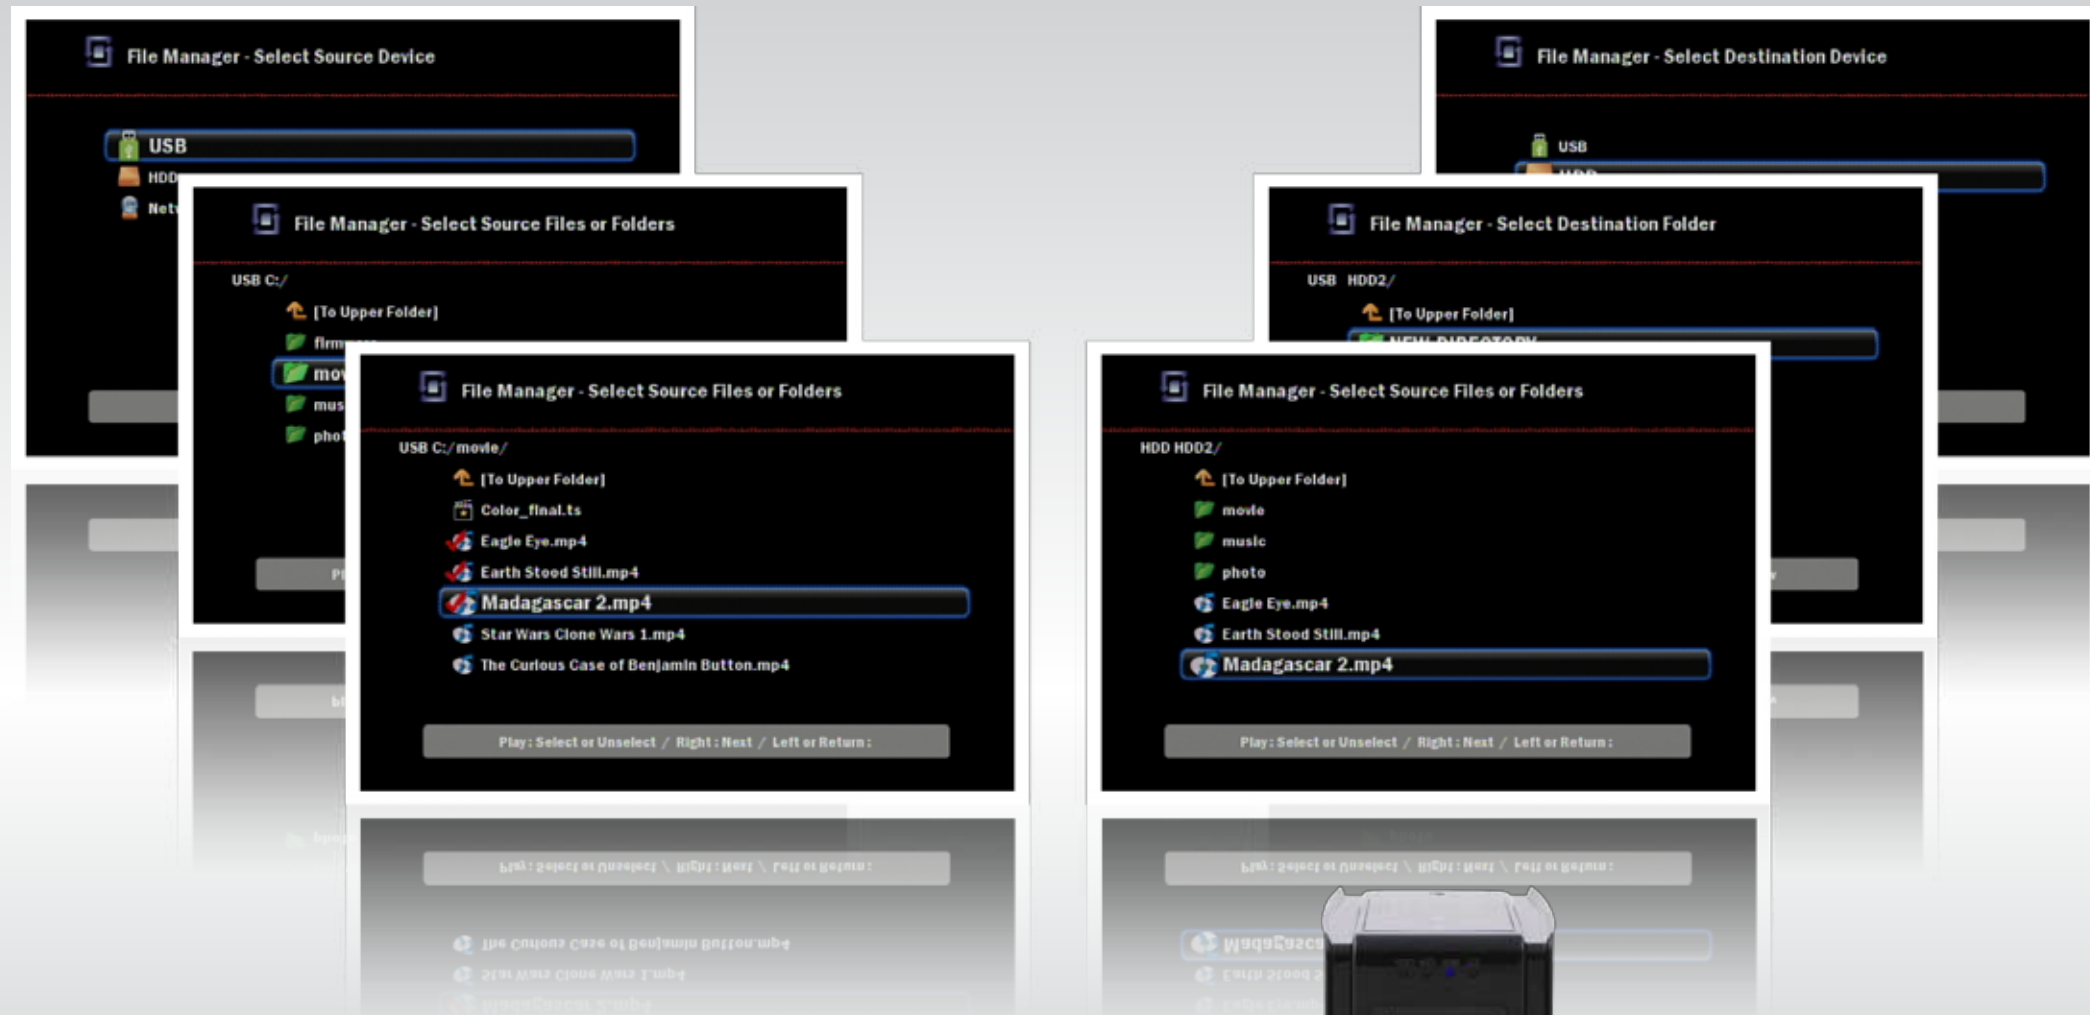 File Manager - Select Source Device
USB
HDD
File Manager - Select Source Files or Folders
USB C:/
[To Upper Folder]
File Manager - Select Source Files or Folders
USB C:/movie/
[To Upper Folder]
Color_final.ts
Eagle Eye.mp4
Earth Stood Still.mp4
Madagascar 2.mp4
Star Wars Clone Wars 1.mp4
The Curious Case of Benjamin Button.mp4
Play : Select or Unselect / Right : Next / Left or Return :
File Manager - Select Destination Device
USB
HDD
File Manager - Select Destination Folder
USB HDD2/
[To Upper Folder]
NEW DIRECTORY
File Manager - Select Source Files or Folders
HDD HDD2/
[To Upper Folder]
movie
music
photo
Eagle Eye.mp4
Earth Stood Still.mp4
Madagascar 2.mp4
Play : Select or Unselect / Right : Next / Left or Return :